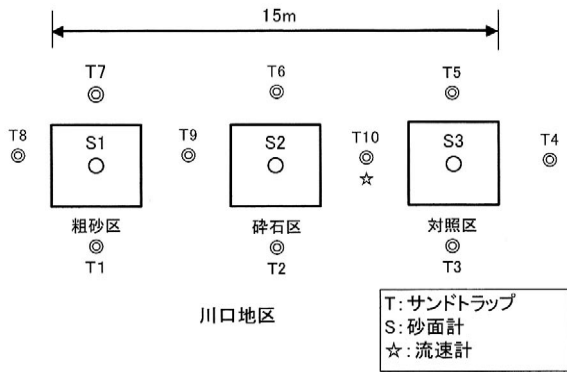 15m
T7
T6
T5
T8
S1
T9
S2
T10
S3
T4
☆
粗砂区
砕石区
対照区
T1
T2
T3
川口地区
T:サンドトラップ
S:砂面計
☆:流速計